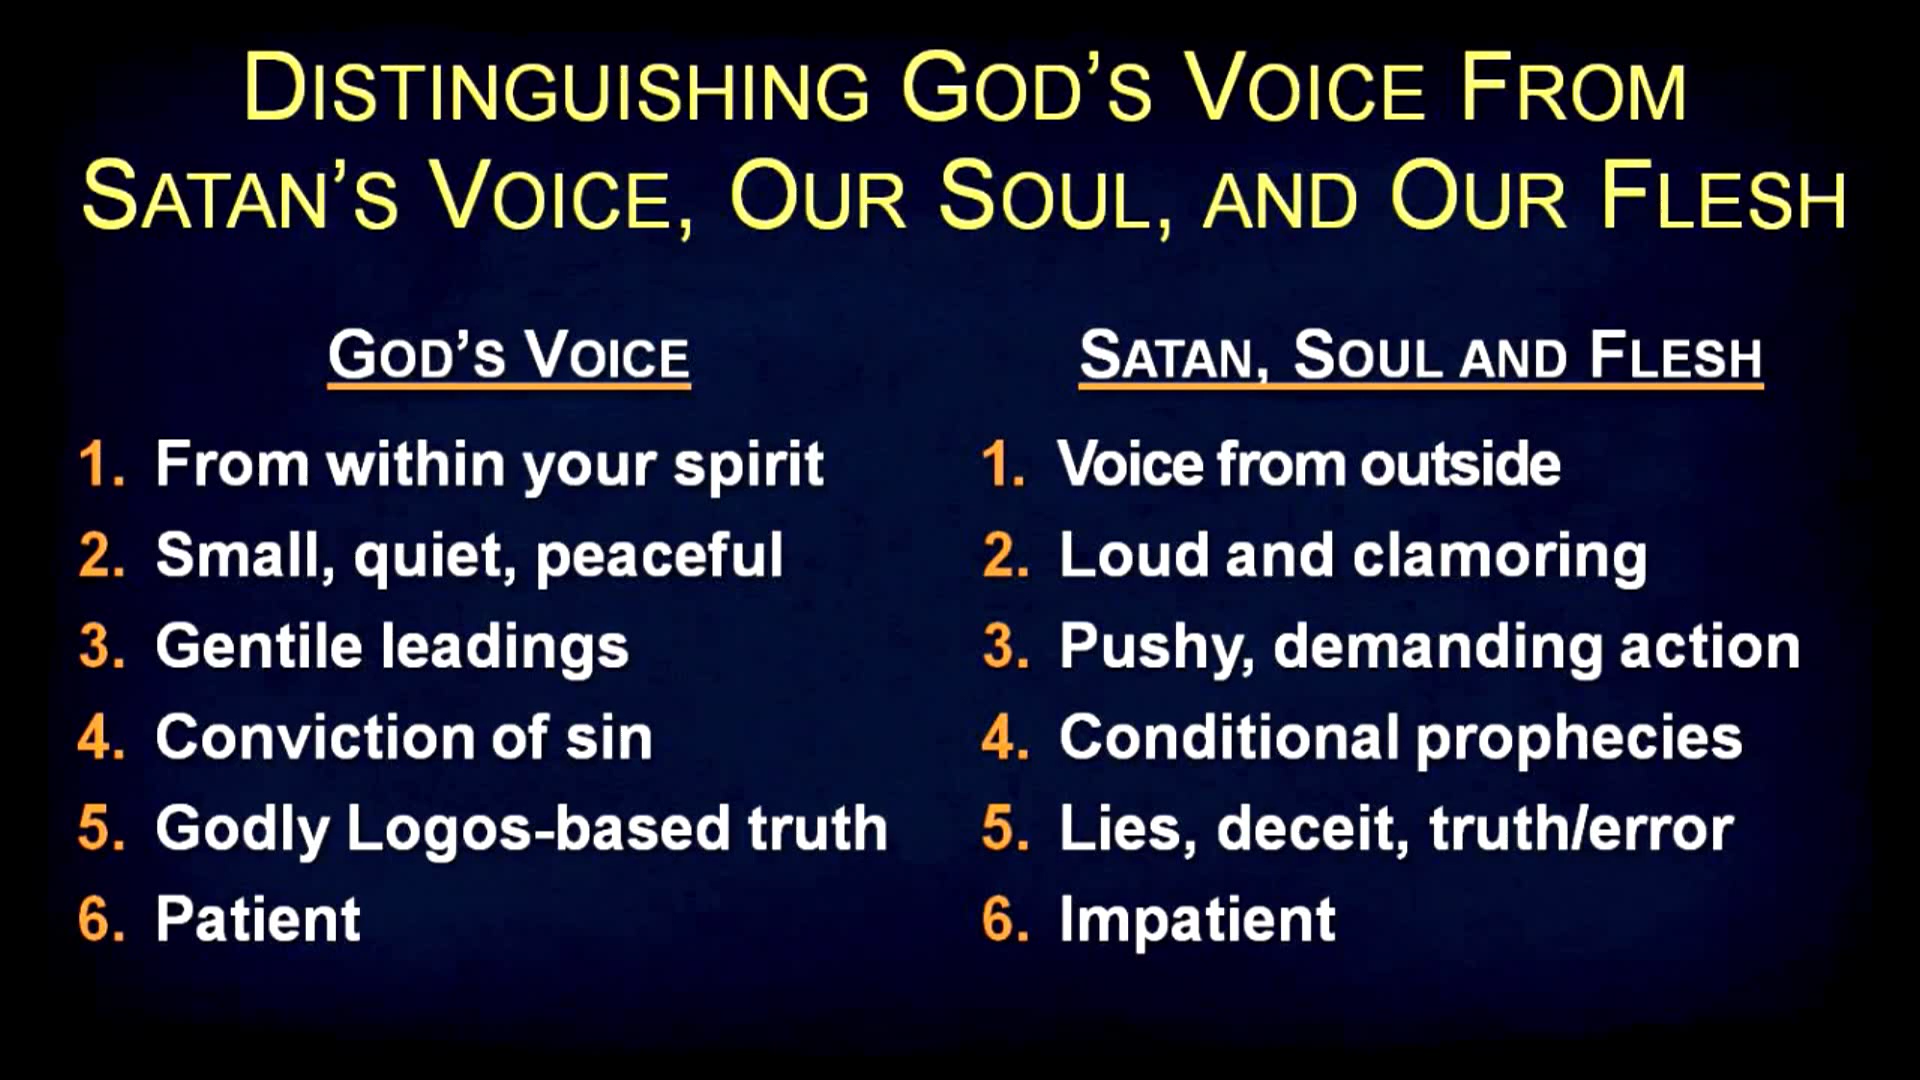 DISTINGUISHING GOD’S VOICE FROM
SATAN’S VOICE, OUR SOUL, AND OUR FLESH
GOD’S VOICE
1. From within your spirit
2. Small, quiet, peaceful
3. Gentile leadings
4. Conviction of sin
5. Godly Logos-based truth
6. Patient
SATAN, SOUL AND FLESH
1. Voice from outside
2. Loud and clamoring
3. Pushy, demanding action
4. Conditional prophecies
5. Lies, deceit, truth/error
6. Impatient